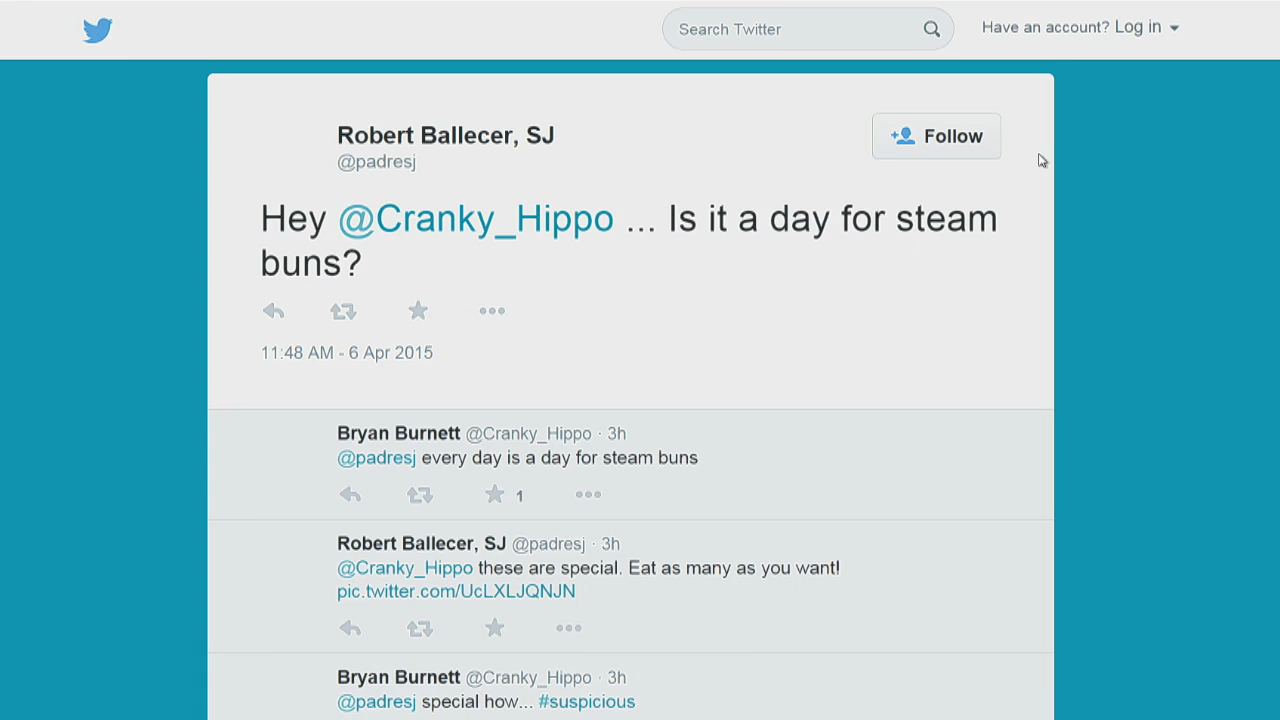 Search Twitter
Have an account? Log in
Robert Ballecer, SJ
@padresj
Follow
Hey @Cranky_Hippo ... Is it a day for steam
buns?
11:48 AM - 6 Apr 2015
Bryan Burnett @Cranky_Hippo · 3h
@padresj every day is a day for steam buns
1
Robert Ballecer, SJ @padresj · 3h
@Cranky_Hippo these are special. Eat as many as you want!
pic.twitter.com/UcLXLJQNJN
Bryan Burnett @Cranky_Hippo · 3h
@padresj special how... #suspicious